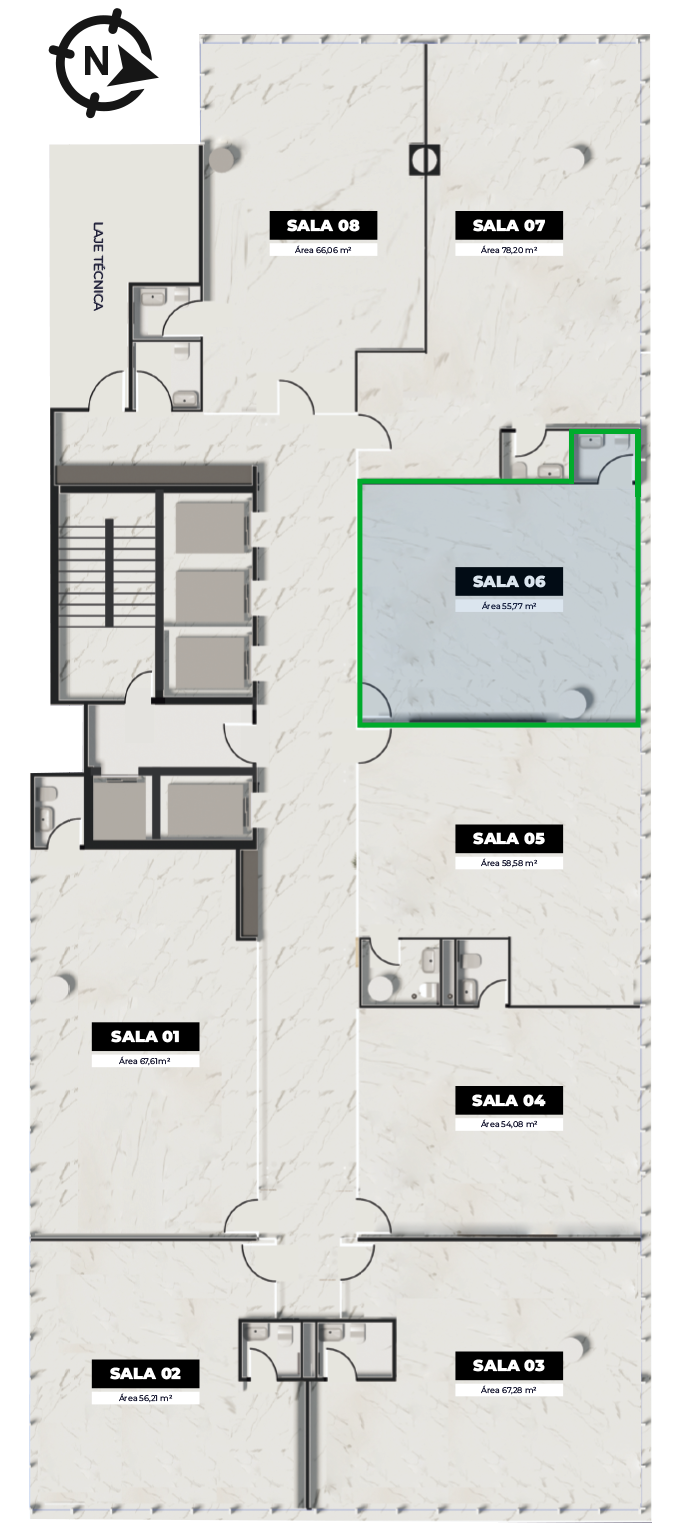 N
SALA 08
Área 66,06 m²
SALA 07
Área 78,20 m²
LAJE TÉCNICA
SALA 06
Área 55,77 m²
SALA 05
Área 58,58 m²
SALA 01
Área 67,61m²
SALA 04
Área 54,08 m²
SALA 02
Área 56,21 m²
SALA 03
Área 67,28 m²